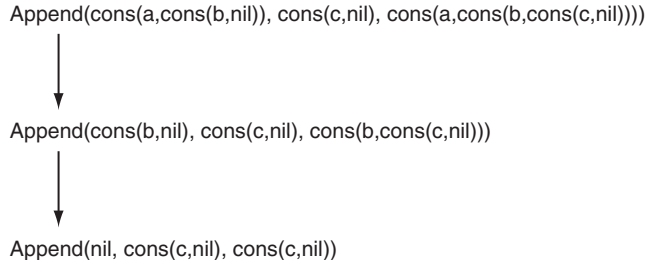 Append(cons(a,cons(b,nil)), cons(c,nil), cons(a,cons(b,cons(c,nil))))
Append(cons(b,nil), cons(c,nil), cons(b,cons(c,nil)))
Append(nil, cons(c,nil), cons(c,nil))